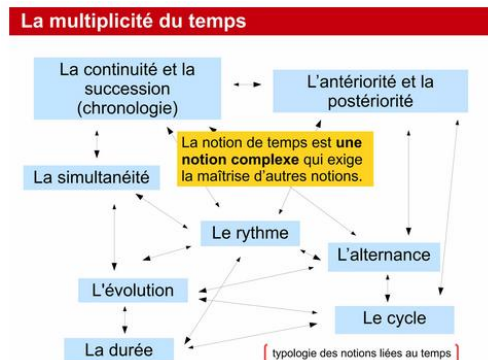 La multiplicité du temps
La continuité et la
succession
(chronologie)
L'antériorité et la
postériorité
La notion de temps est une
notion complexe qui exige
la maîtrise d'autres notions.
La simultanéité
Le rythme
L'alternance
L'évolution
Le cycle
La durée
typologie des notions liées au temps